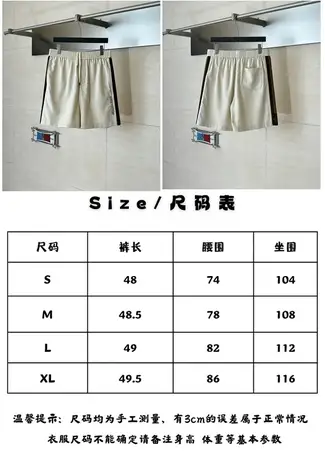 Size/尺码表
尺码 裤长 腰围 坐围
S 48 74 104
M 48.5 78 108
L 49 82 112
XL 49.5 86 116
温馨提示：尺码均为手工测量、有3cm的误差属于正常情况
衣服尺码不能确定请备注身高 体重等基本参数